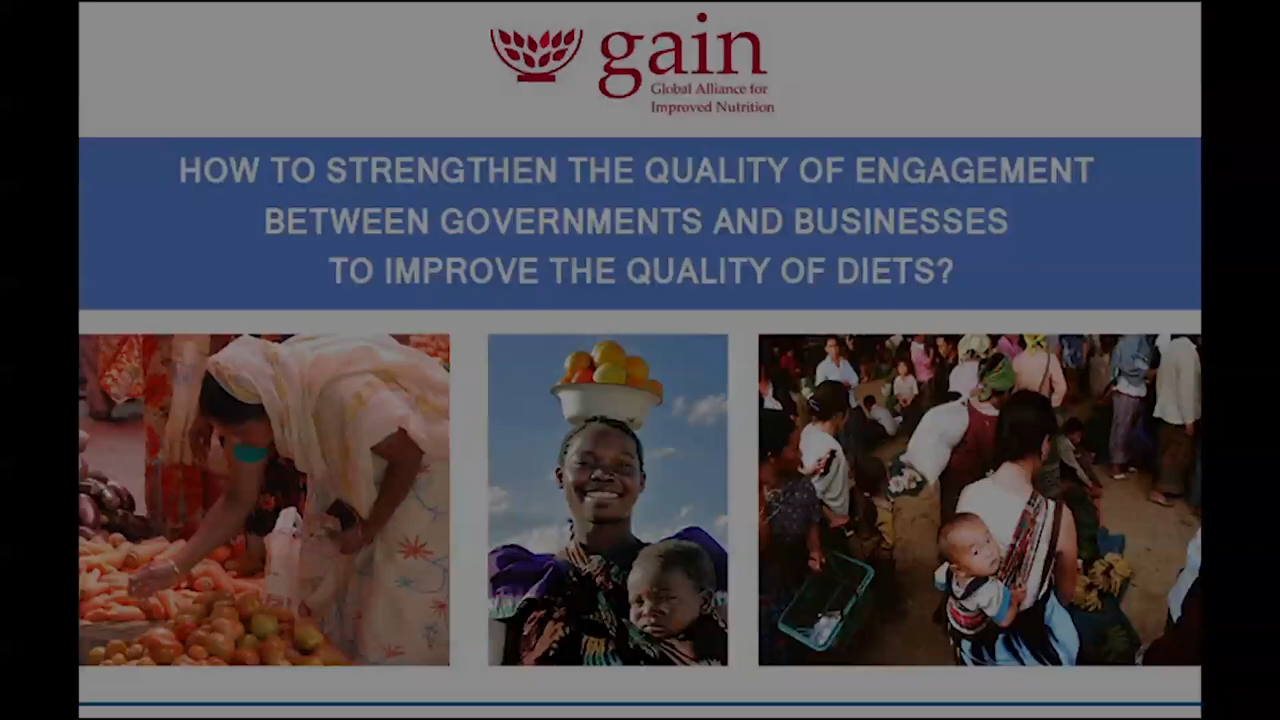 gain
Global Alliance for
Improved Nutrition
HOW TO STRENGTHEN THE QUALITY OF ENGAGEMENT
BETWEEN GOVERNMENTS AND BUSINESSES
TO IMPROVE THE QUALITY OF DIETS?